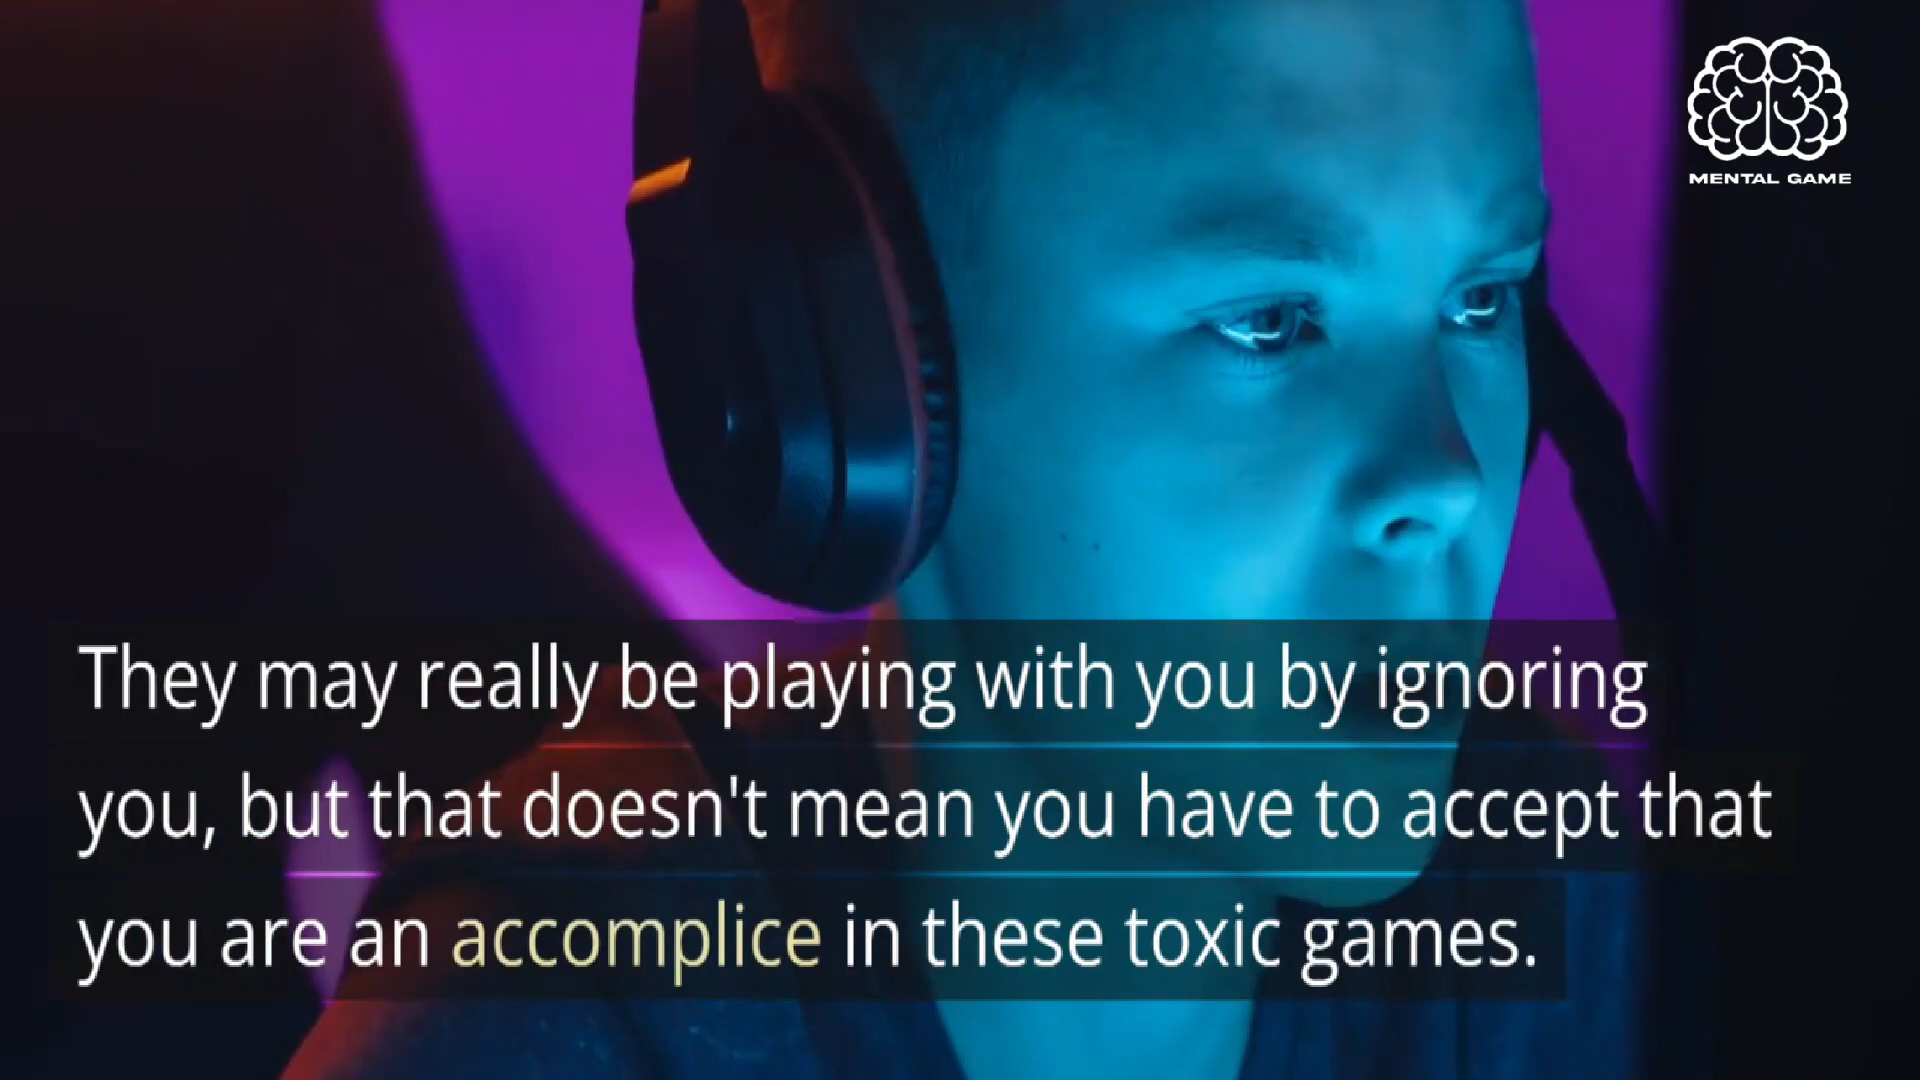 MENTAL GAME
They may really be playing with you by ignoring
you, but that doesn't mean you have to accept that
you are an accomplice in these toxic games.